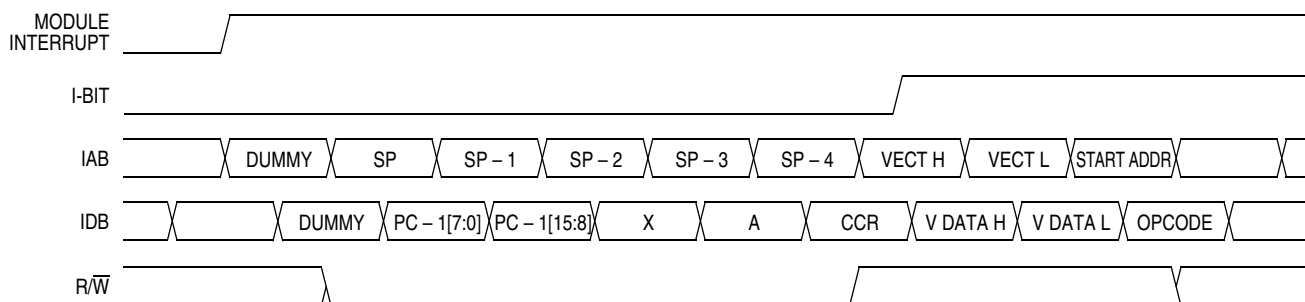 MODULE
INTERRUPT
I-BIT
IAB DUMMY SP SP – 1 SP – 2 SP – 3 SP – 4 VECT H VECT L START ADDR
IDB DUMMY PC – 1[7:0] PC – 1[15:8] X A CCR V DATA H V DATA L OPCODE
R/W̅